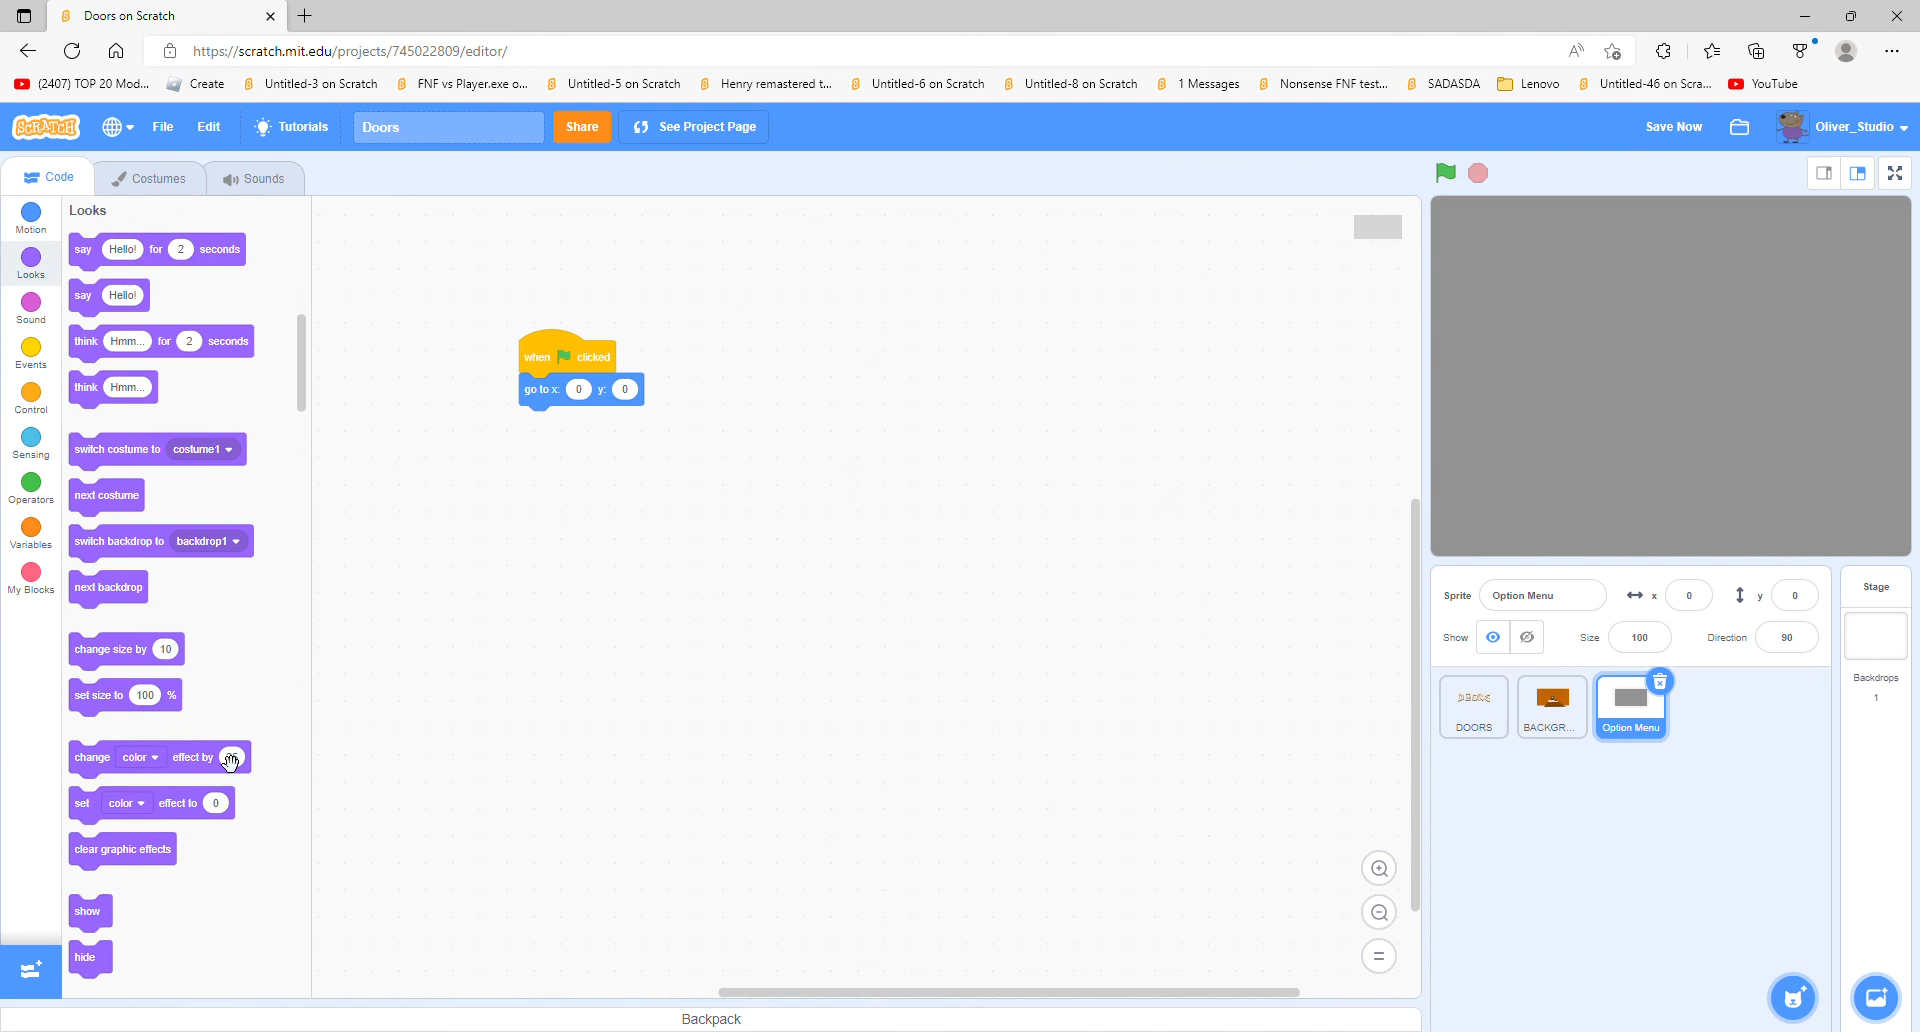 Doors on Scratch
https://scratch.mit.edu/projects/745022809/editor/
(2407) TOP 20 Mod... Create Untitled-3 on Scratch FNF vs Player.exe o... Untitled-5 on Scratch Henry remastered t... Untitled-6 on Scratch Untitled-8 on Scratch 1 Messages Nonsense FNF test... SADASDA Lenovo Untitled-46 on Scra... YouTube
SCRATCH File Edit Tutorials Doors Share See Project Page Save Now Oliver_Studio
Code Costumes Sounds
Motion
Looks
Sound
Events
Control
Sensing
Operators
Variables
My Blocks
Looks
say Hello! for 2 seconds
say Hello!
think Hmm... for 2 seconds
think Hmm...
switch costume to costume1
next costume
switch backdrop to backdrop1
next backdrop
change size by 10
set size to 100 %
change color effect by
set color effect to 0
clear graphic effects
show
hide
when clicked
go to x: 0 y: 0
Sprite Option Menu x 0 y 0
Show Size 100 Direction 90
DOORS BACKGR... Option Menu
Stage
Backdrops
1
Backpack